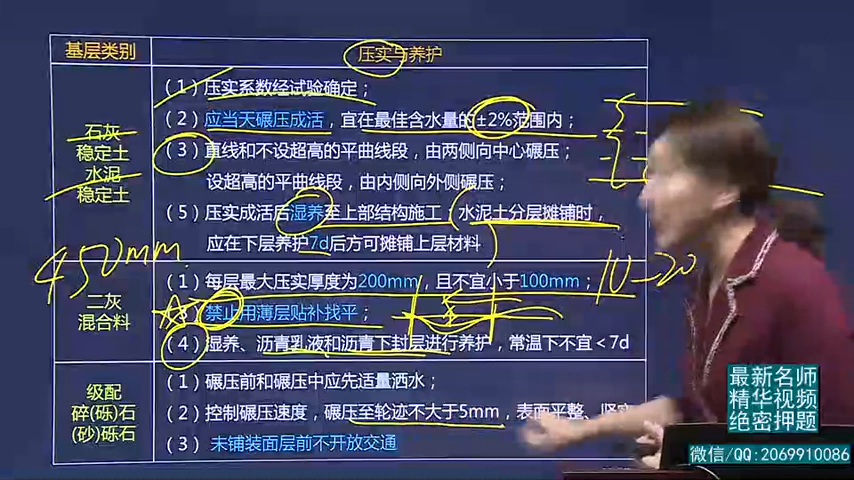 基层类别
压实与养护
石灰
稳定土
水泥
稳定土
（1）压实系数经试验确定；
（2）应当天碾压成活，宜在最佳含水量的±2%范围内；
（3）直线和不设超高的平曲线段，由两侧向中心碾压；
设超高的平曲线段，由内侧向外侧碾压；
（5）压实成活后湿养至上部结构施工（水泥土分层摊铺时，
应在下层养护7d后方可摊铺上层材料）
450mm
二灰
混合料
（1）每层最大压实厚度为200mm，且不宜小于100mm；
10-20
禁止用薄层贴补找平；
（4）湿养、沥青乳液和沥青下封层进行养护，常温下不宜＜7d
级配
碎(砾)石
(砂)砾石
（1）碾压前和碾压中应先适量洒水；
（2）控制碾压速度，碾压至轮迹不大于5mm，表面平整、坚实
（3）未铺装面层前不开放交通
最新名师
精华视频
绝密押题
微信/QQ:2069910086